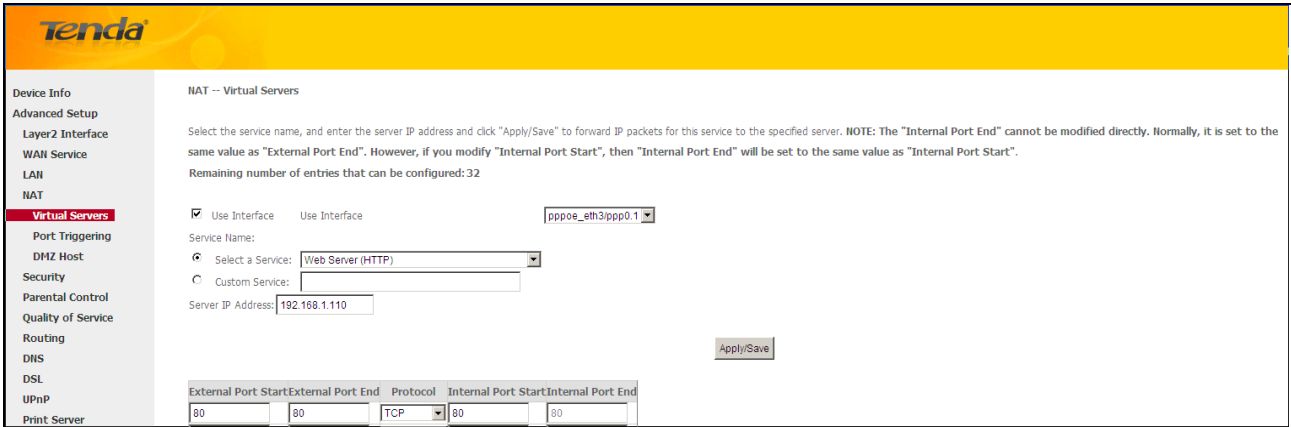 Tenda
Device Info
Advanced Setup
Layer2 Interface
WAN Service
LAN
NAT
Virtual Servers
Port Triggering
DMZ Host
Security
Parental Control
Quality of Service
Routing
DNS
DSL
UPnP
Print Server
NAT -- Virtual Servers
Select the service name, and enter the server IP address and click "Apply/Save" to forward IP packets for this service to the specified server. NOTE: The "Internal Port End" cannot be modified directly. Normally, it is set to the
same value as "External Port End". However, if you modify "Internal Port Start", then "Internal Port End" will be set to the same value as "Internal Port Start".
Remaining number of entries that can be configured:32
Use Interface Use Interface pppoe_eth3/ppp0.1
Service Name:
Select a Service: Web Server (HTTP)
Custom Service:
Server IP Address: 192.168.1.110
Apply/Save
External Port Start External Port End Protocol Internal Port Start Internal Port End
80 80 TCP 80 80